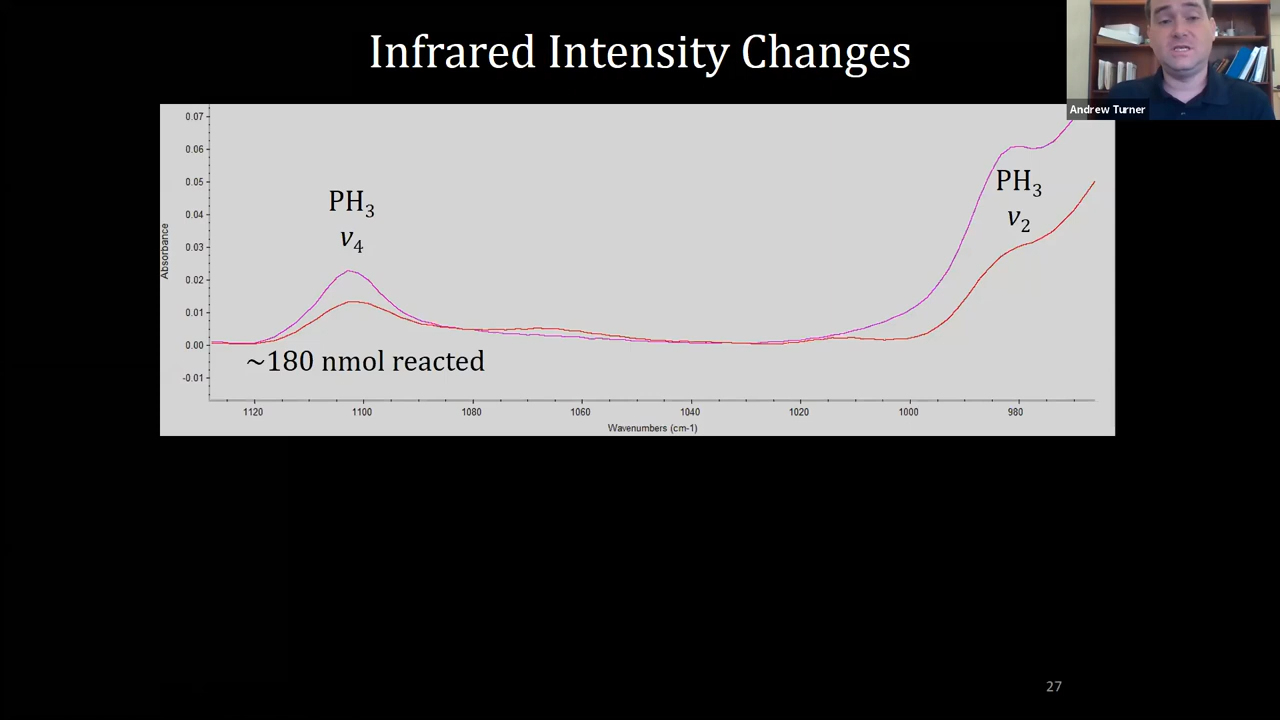 Infrared Intensity Changes
Andrew Turner
0.07
0.06
0.05
0.04
0.03
0.02
0.01
0.00
-0.01
Absorbance
PH3
ν4
PH3
ν2
~180 nmol reacted
1120 1100 1080 1060 1040 1020 1000 980
Wavenumbers (cm-1)
27